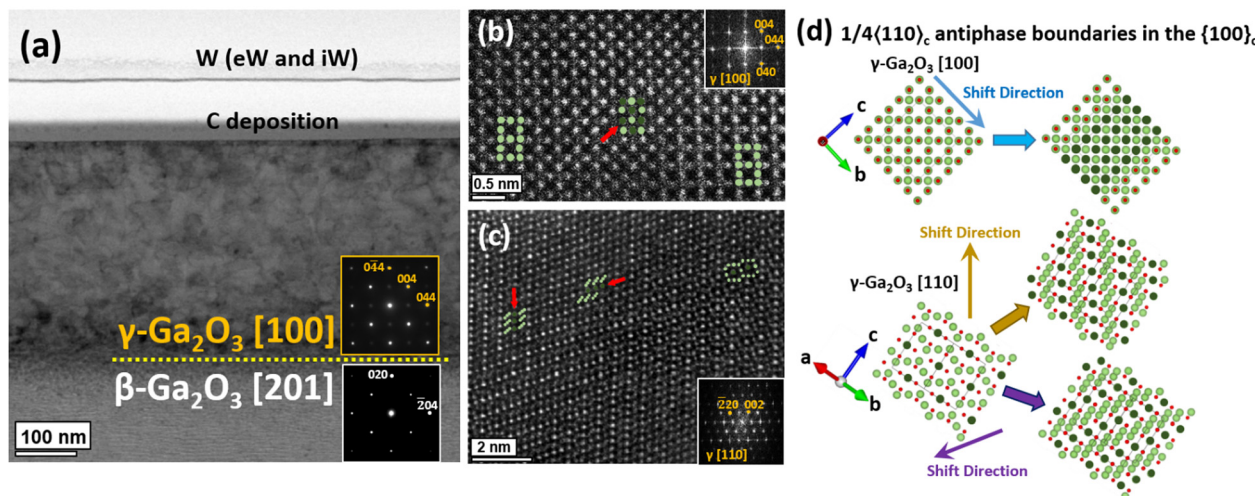 (a)
W (eW and iW)
C deposition
04̄4
004
044
γ-Ga₂O₃ [100]
β-Ga₂O₃ [201]
020
2̄04
100 nm
(b)
004
044
040
γ [100]
0.5 nm
(c)
2̄20 002
γ [110]
2 nm
(d) 1/4⟨110⟩c antiphase boundaries in the {100}c
γ-Ga₂O₃ [100]
Shift Direction
c
b
Shift Direction
γ-Ga₂O₃ [110]
c
a
b
Shift Direction